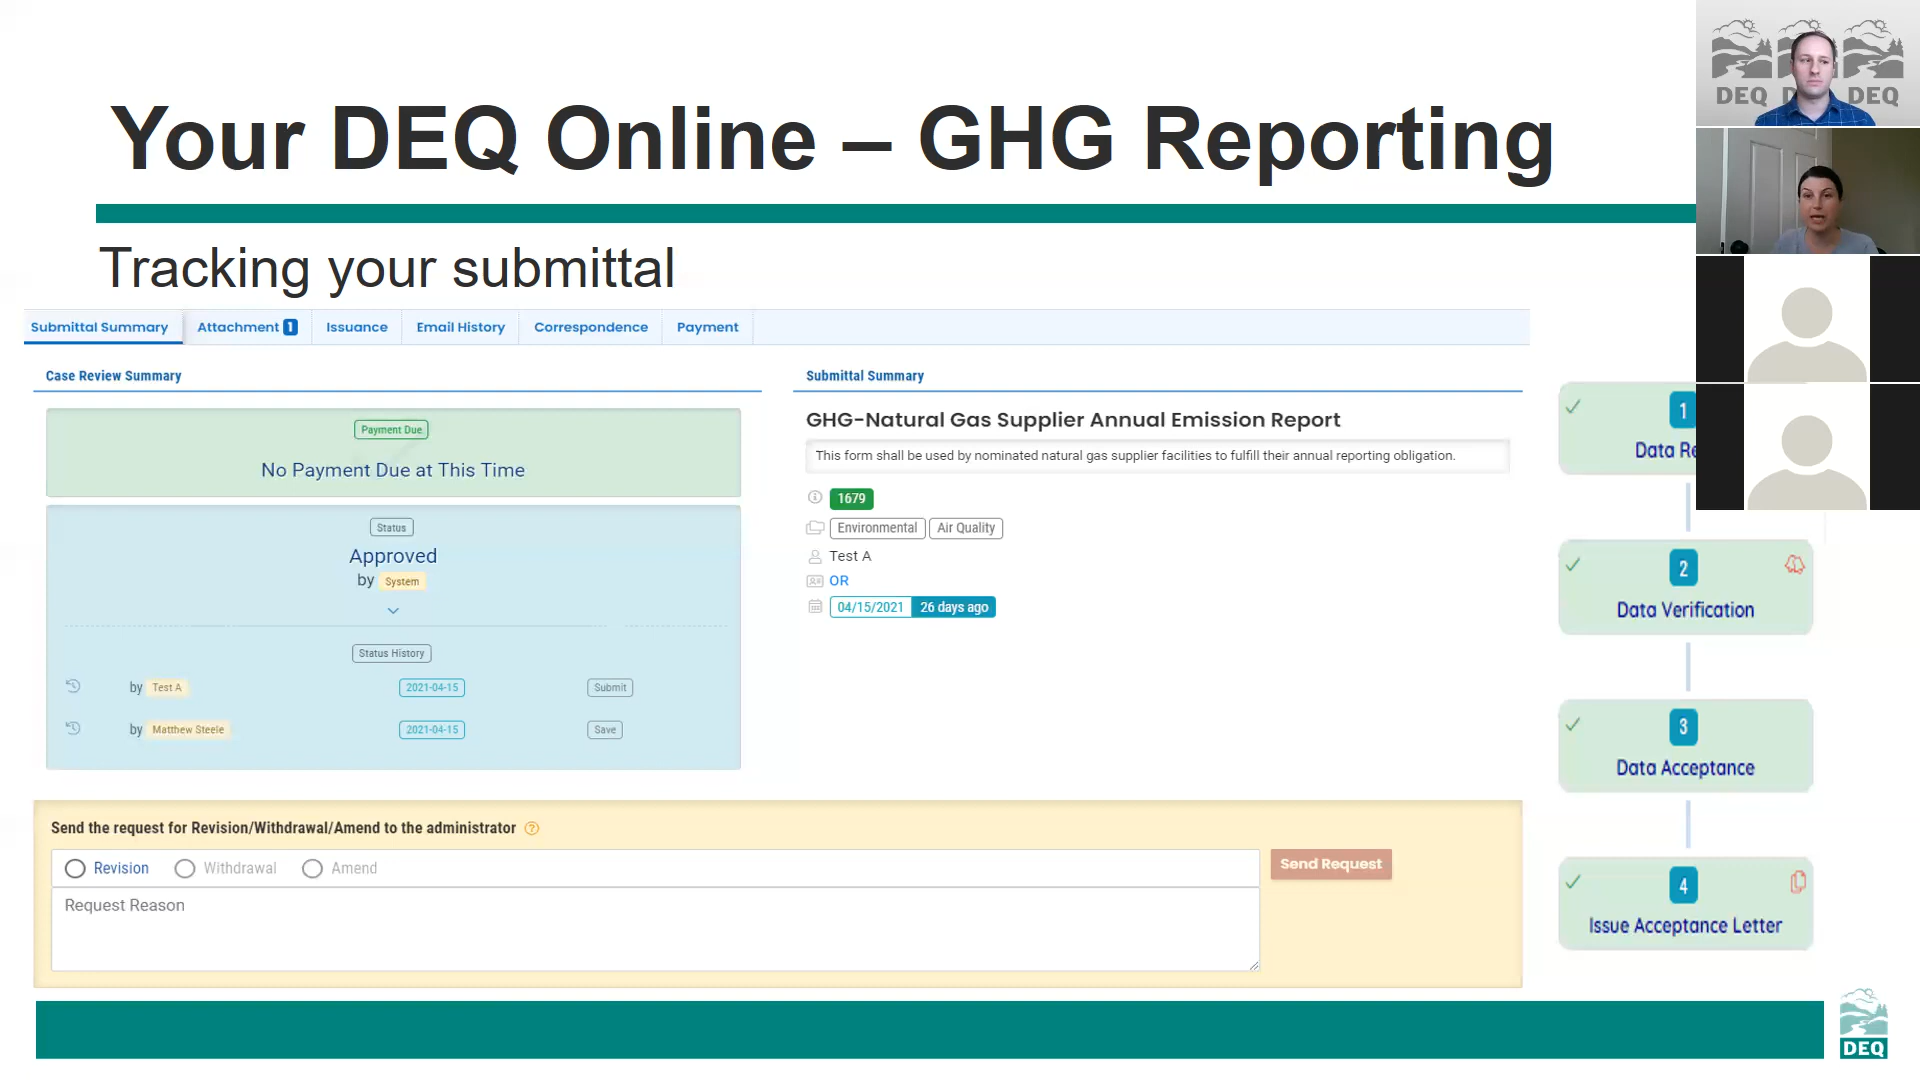 Your DEQ Online – GHG Reporting
Tracking your submittal
Submittal Summary Attachment 1 Issuance Email History Correspondence Payment
Case Review Summary
Payment Due
No Payment Due at This Time
Status
Approved
by System
Status History
by Test A 2021-04-15 Submit
by Matthew Steele 2021-04-15 Save
Submittal Summary
GHG-Natural Gas Supplier Annual Emission Report
This form shall be used by nominated natural gas supplier facilities to fulfill their annual reporting obligation.
1679
Environmental Air Quality
Test A
OR
04/15/2021 26 days ago
Send the request for Revision/Withdrawal/Amend to the administrator ?
Revision Withdrawal Amend
Send Request
Request Reason
1
Data Re
2
Data Verification
3
Data Acceptance
4
Issue Acceptance Letter
DEQ DEQ
DEQ